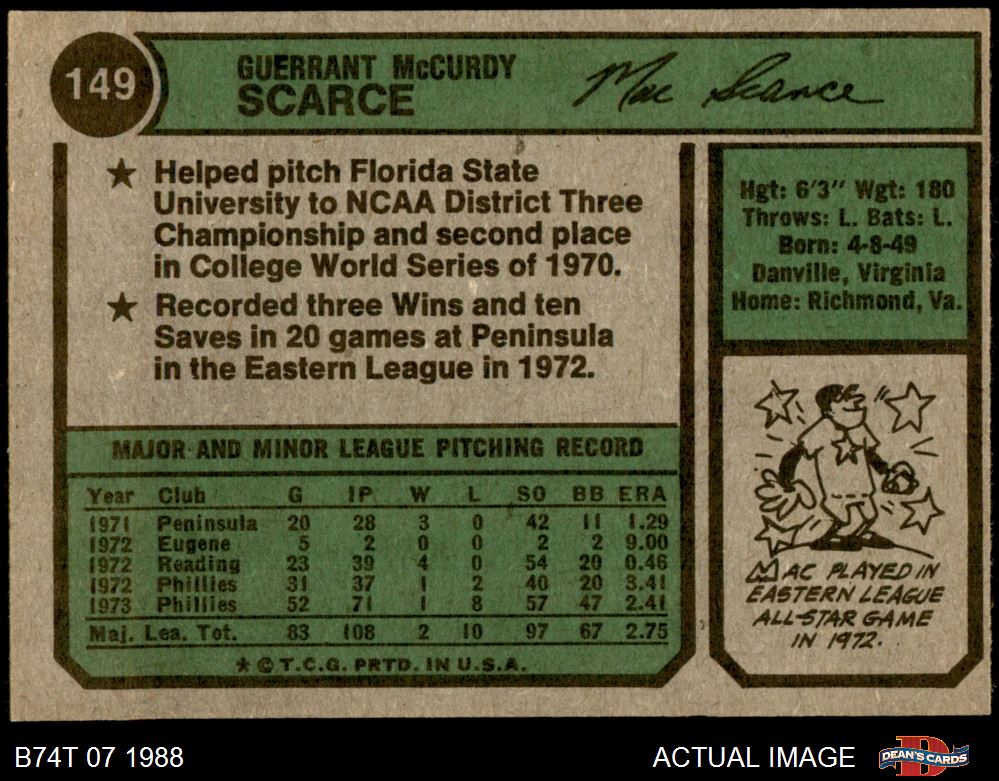 149
GUERRANT McCURDY
SCARCE
Mac Scarce
★ Helped pitch Florida State
University to NCAA District Three
Championship and second place
in College World Series of 1970.
★ Recorded three Wins and ten
Saves in 20 games at Peninsula
in the Eastern League in 1972.
Hgt: 6'3" Wgt: 180
Throws: L. Bats: L.
Born: 4-8-49
Danville, Virginia
Home: Richmond, Va.
MAJOR AND MINOR LEAGUE PITCHING RECORD
Year Club G IP W L SO BB ERA
1971 Peninsula 20 28 3 0 42 11 1.29
1972 Eugene 5 2 0 0 2 2 9.00
1972 Reading 23 39 4 0 54 20 0.46
1972 Phillies 31 37 1 2 40 20 3.41
1973 Phillies 52 71 1 8 57 47 2.41
Maj. Lea. Tot. 83 108 2 10 97 67 2.75
★ © T.C.G. PRTD. IN U.S.A.
MAC PLAYED IN
EASTERN LEAGUE
ALL-STAR GAME
IN 1972.
B74T 07 1988
ACTUAL IMAGE
DEAN'S CARDS